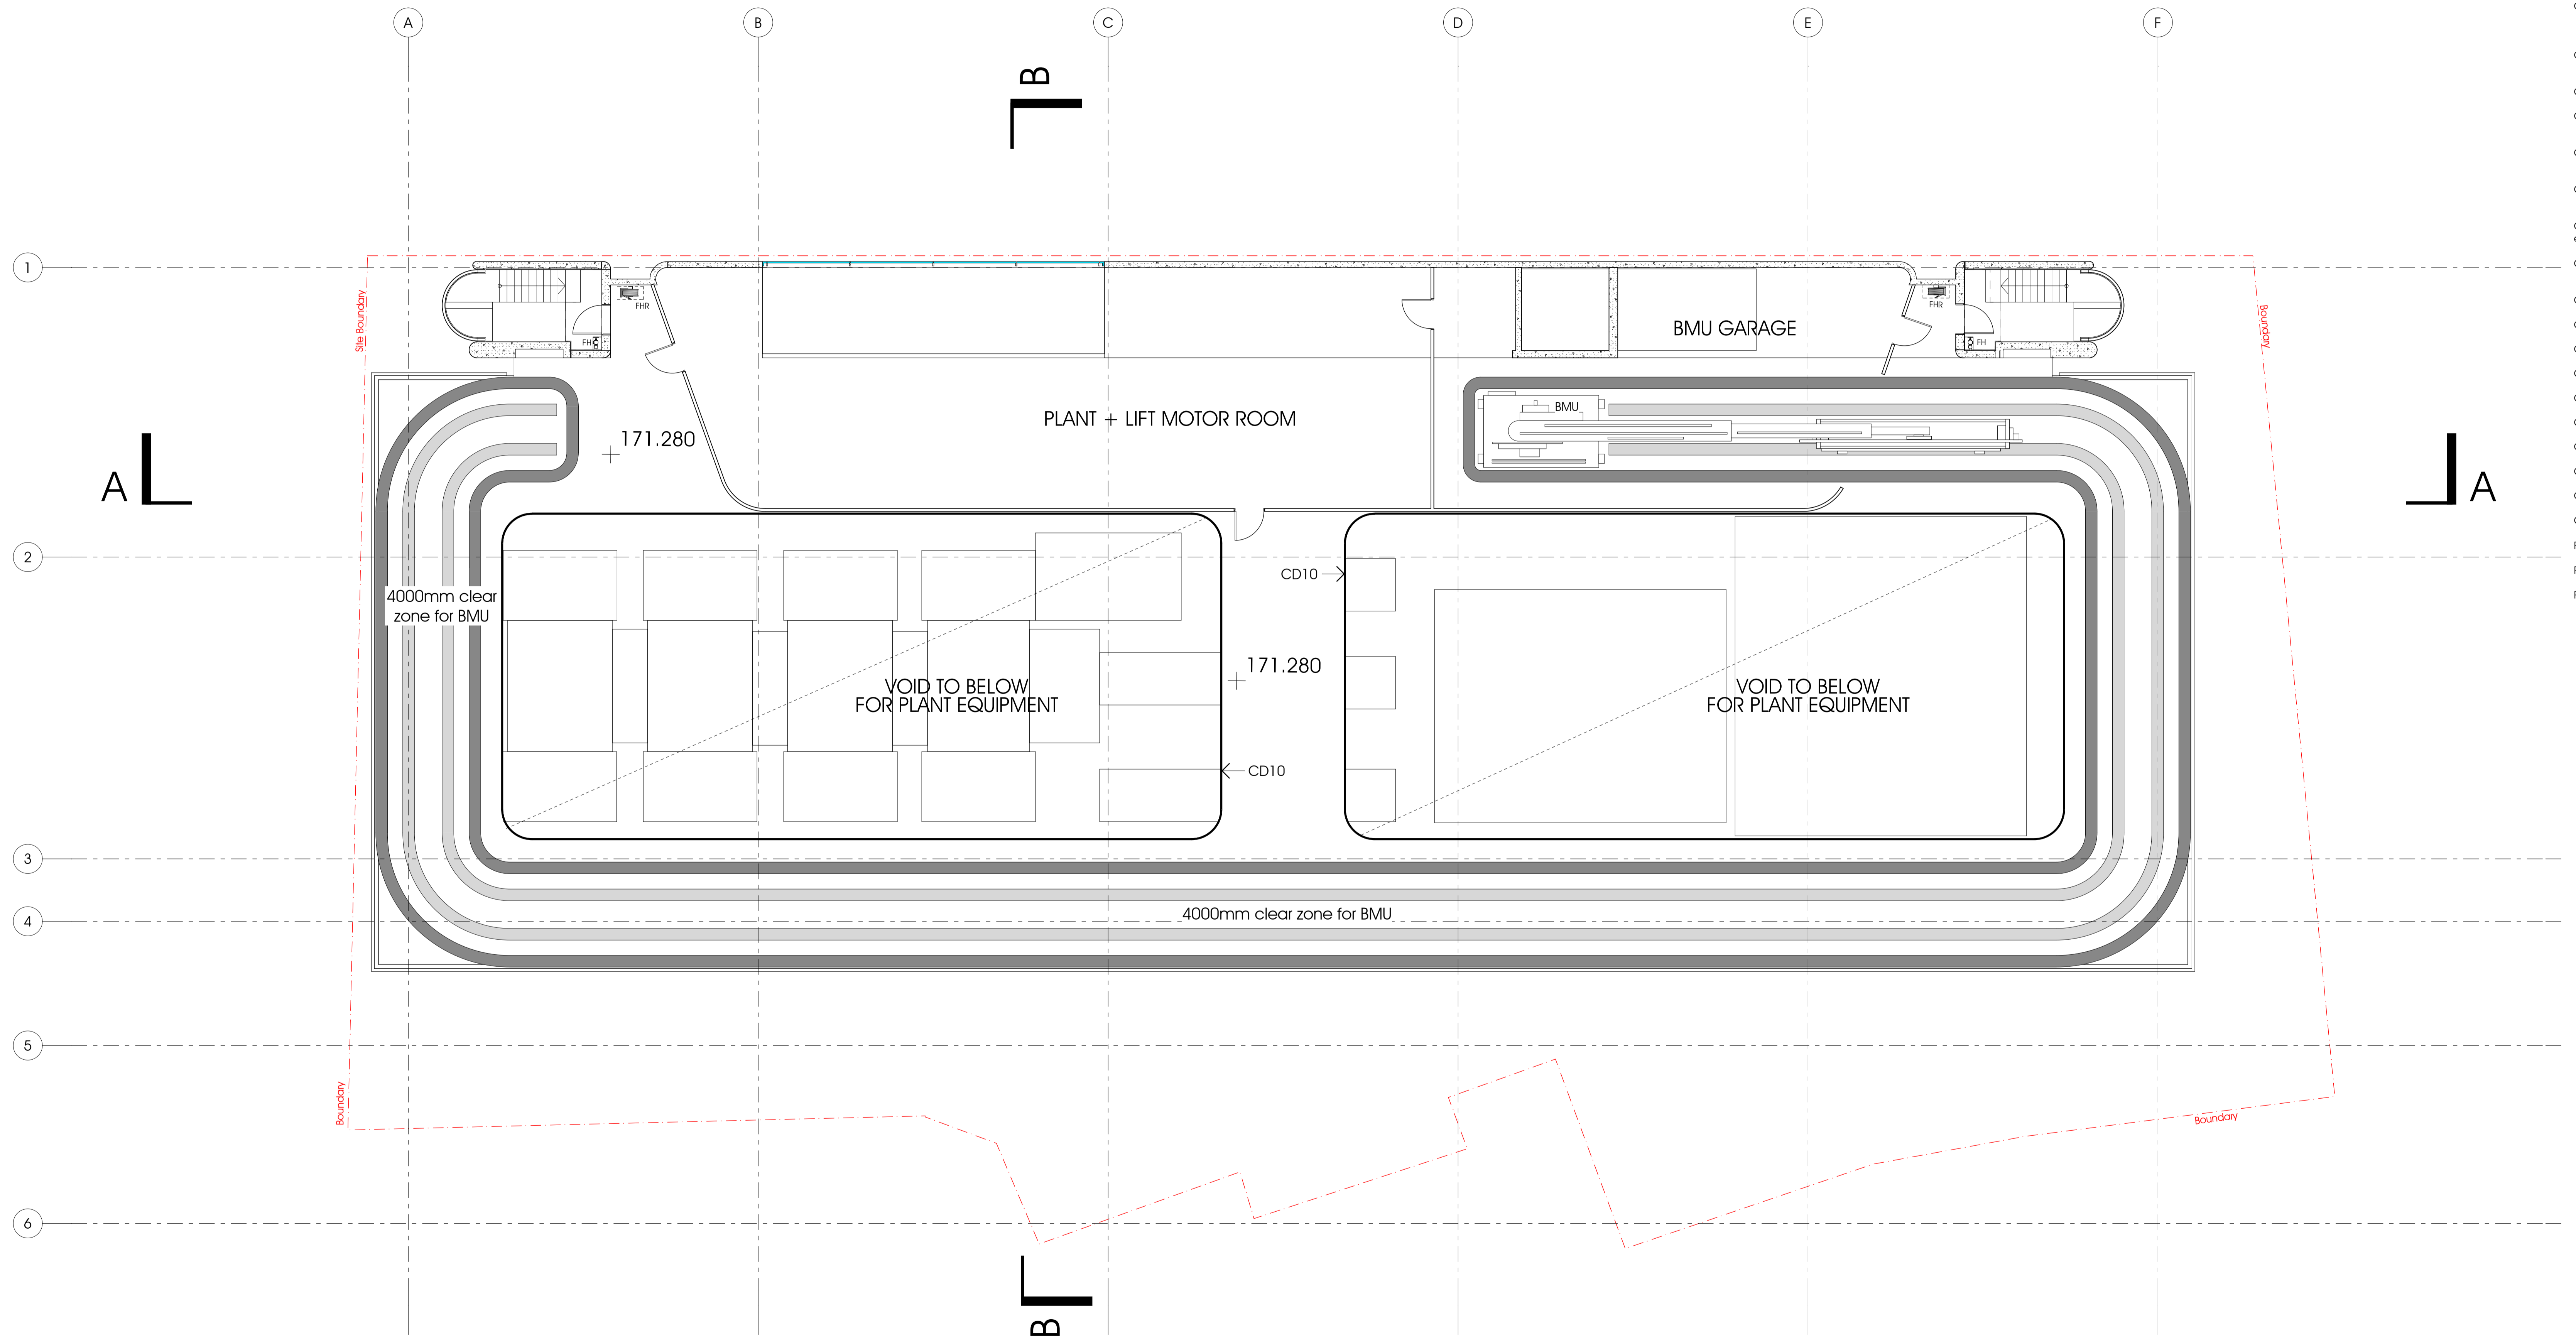 A
B
C
D
E
F
B
1
Site Boundary
Boundary
FHR
FHR
FH
FH
BMU GARAGE
BMU
PLANT + LIFT MOTOR ROOM
171.280
A
A
2
CD10
4000mm clear
zone for BMU
171.280
VOID TO BELOW
FOR PLANT EQUIPMENT
VOID TO BELOW
FOR PLANT EQUIPMENT
CD10
3
4000mm clear zone for BMU
4
5
Boundary
Boundary
6
B